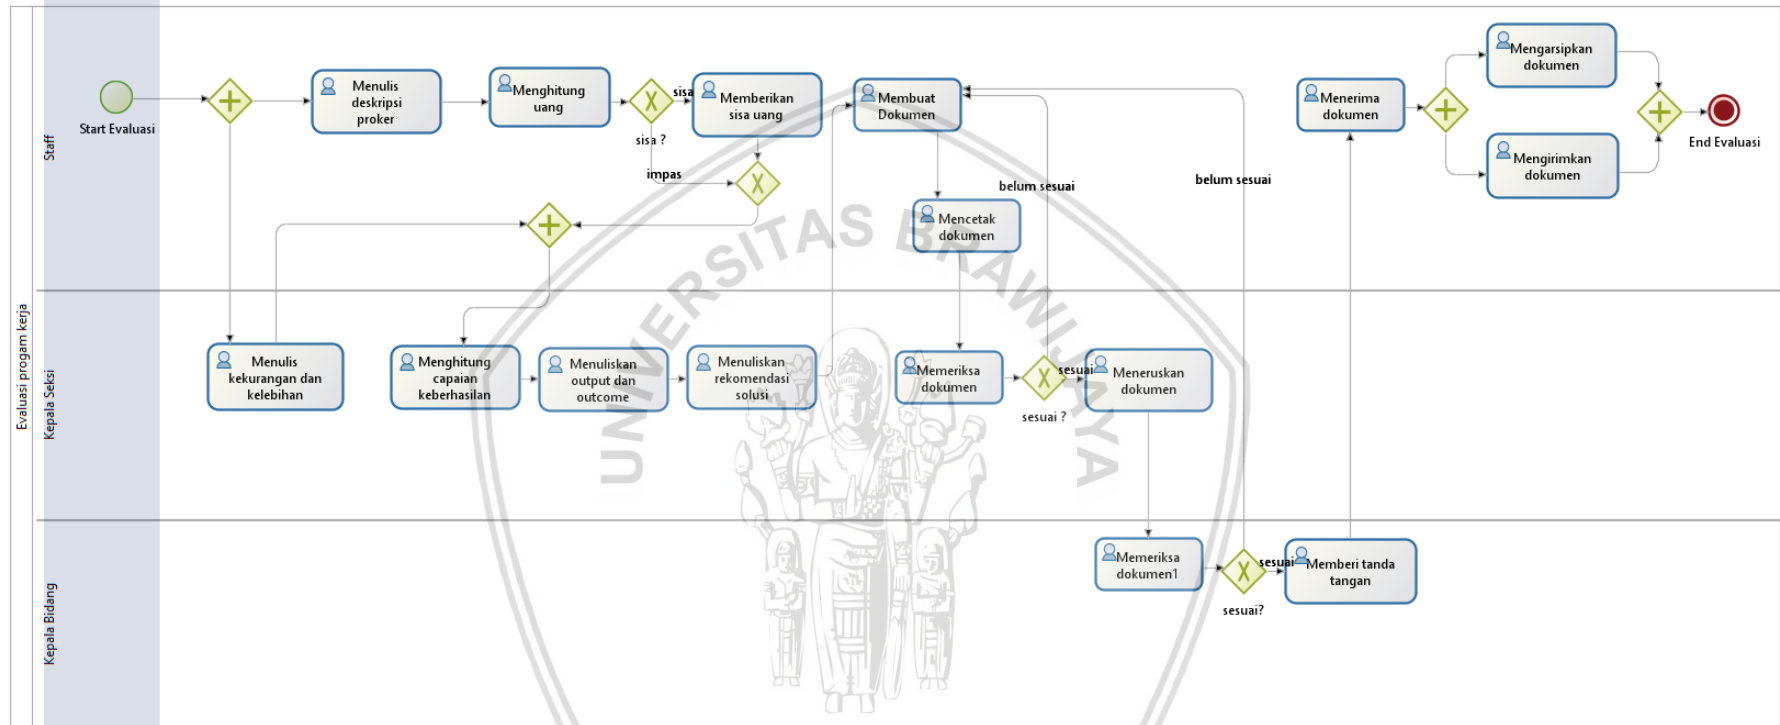 Evaluasi progam kerja
Staff
Start Evaluasi
Menulis
deskripsi
proker
Menghitung
uang
sisa ?
sisa
impas
Memberikan
sisa uang
Membuat
Dokumen
Mencetak
dokumen
belum sesuai
belum sesuai
Menerima
dokumen
Mengarsipkan
dokumen
Mengirimkan
dokumen
End Evaluasi
Kepala Seksi
Menulis
kekurangan dan
kelebihan
Menghitung
capaian
keberhasilan
Menuliskan
output dan
outcome
Menuliskan
rekomendasi
solusi
Memeriksa
dokumen
sesuai ?
sesuai
Meneruskan
dokumen
Kepala Bidang
Memeriksa
dokumen1
sesuai?
sesuai
Memberi tanda
tangan
UNIVERSITAS BRAWIJAYA